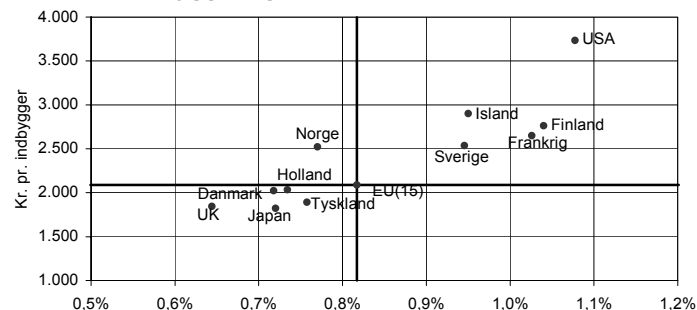 4.000
3.500
3.000
2.500
2.000
1.500
1.000
Kr. pr. indbygger
USA
Island
Finland
Frankrig
Norge
Sverige
Holland
Danmark
EU(15)
Tyskland
UK
Japan
0,5% 0,6% 0,7% 0,8% 0,9% 1,0% 1,1% 1,2%